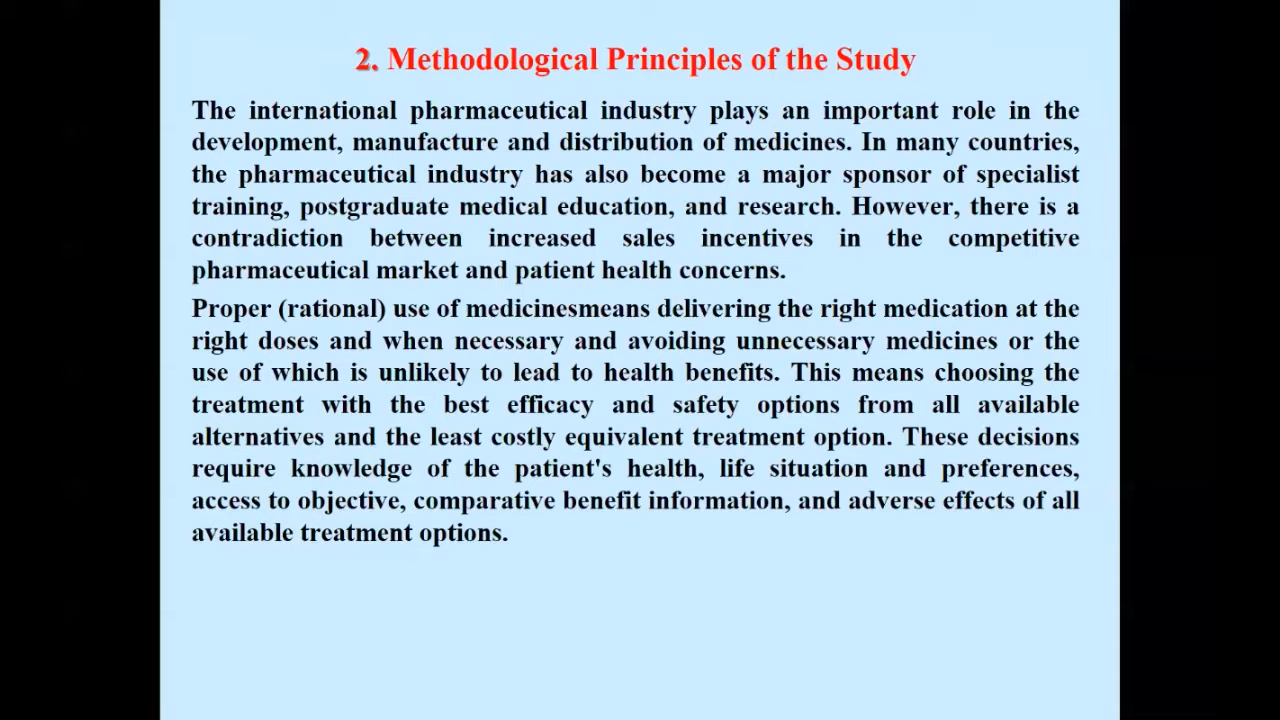 2. Methodological Principles of the Study
The international pharmaceutical industry plays an important role in the
development, manufacture and distribution of medicines. In many countries,
the pharmaceutical industry has also become a major sponsor of specialist
training, postgraduate medical education, and research. However, there is a
contradiction between increased sales incentives in the competitive
pharmaceutical market and patient health concerns.
Proper (rational) use of medicinesmeans delivering the right medication at the
right doses and when necessary and avoiding unnecessary medicines or the
use of which is unlikely to lead to health benefits. This means choosing the
treatment with the best efficacy and safety options from all available
alternatives and the least costly equivalent treatment option. These decisions
require knowledge of the patient's health, life situation and preferences,
access to objective, comparative benefit information, and adverse effects of all
available treatment options.